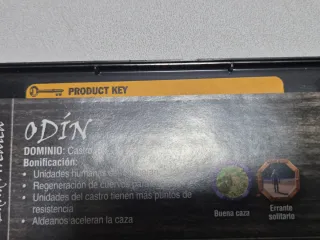 PRODUCT KEY
ODÍN
DOMINIO: Castro
Bonificación:
• Unidades humanas
• Regeneración de cuervos
• Unidades del castro tienen más puntos de
resistencia
• Aldeanos aceleran la caza
Buena caza
Errante
solitario